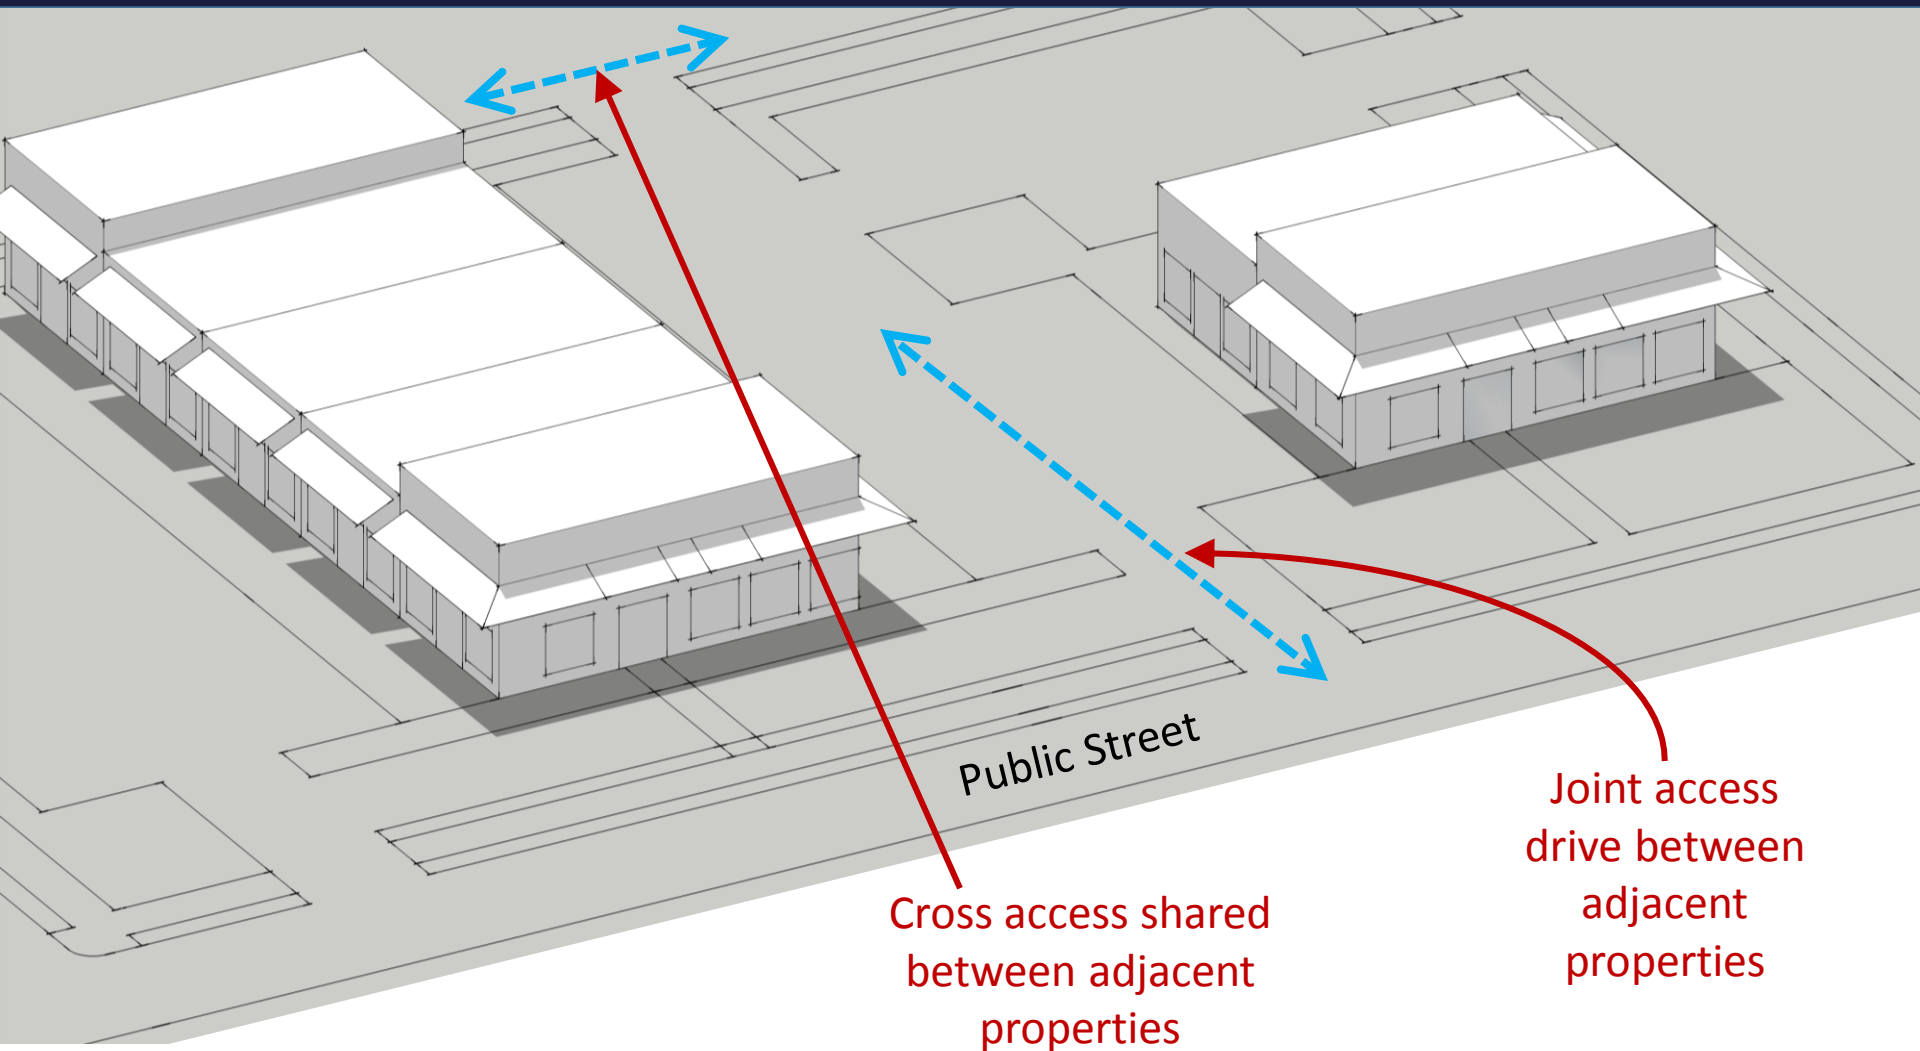 Public Street
Cross access shared
between adjacent
properties
Joint access
drive between
adjacent
properties